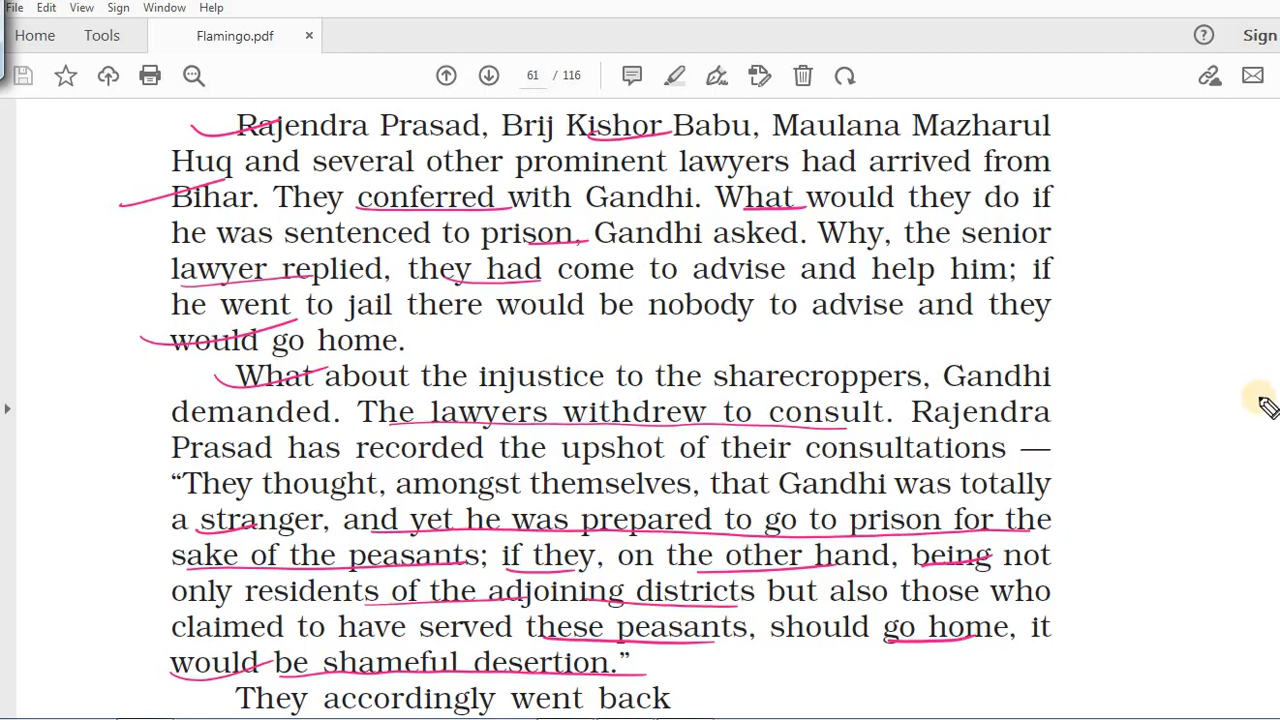 File Edit View Sign Window Help
Home Tools Flamingo.pdf × Sign
61 / 116
Rajendra Prasad, Brij Kishor Babu, Maulana Mazharul
Huq and several other prominent lawyers had arrived from
Bihar. They conferred with Gandhi. What would they do if
he was sentenced to prison, Gandhi asked. Why, the senior
lawyer replied, they had come to advise and help him; if
he went to jail there would be nobody to advise and they
would go home.
What about the injustice to the sharecroppers, Gandhi
demanded. The lawyers withdrew to consult. Rajendra
Prasad has recorded the upshot of their consultations —
“They thought, amongst themselves, that Gandhi was totally
a stranger, and yet he was prepared to go to prison for the
sake of the peasants; if they, on the other hand, being not
only residents of the adjoining districts but also those who
claimed to have served these peasants, should go home, it
would be shameful desertion.”
They accordingly went back